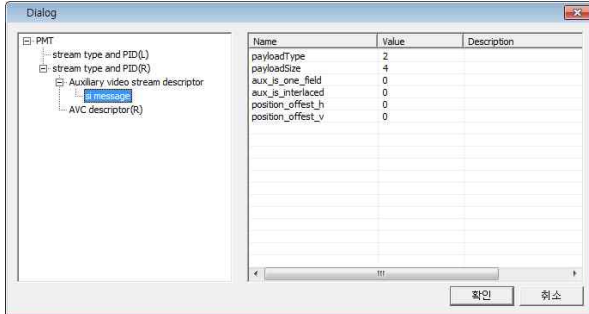 Dialog
PMT
stream type and PID(L)
stream type and PID(R)
Auxiliary video stream descriptor
si message
AVC descriptor(R)
Name Value Description
payloadType 2
payloadSize 4
aux_is_one_field 0
aux_is_interlaced 0
position_offest_h 0
position_offest_v 0
확인 취소